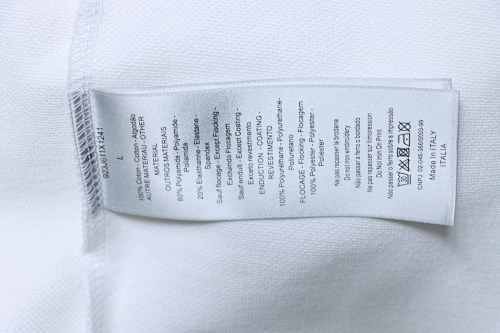 L
100% Coton - Cotton - Algodão
AUTRE MATERIAU - OTHER
MATERIAL -
OUTROS MATERIAIS
80% Polyamide - Polyamide -
Poliamida
20% Elasthanne - Elastane -
Spandex
Sauf flockage - Except Flocking -
Excluindo Frosagem
Sauf enduit - Except Coating -
Exceto revestimento
ENDUCTION - COATING -
REVESTIMENTO
100% Polyurethane - Polyurethane-
Poliuretano
FLOCAGE - Flocking - FLOCAGEM
100% Polyester - Polyester -
Poliéster
Ne pas repasser la broderie
Do not iron embroidery
Não passar a ferro o bordado
Ne pas repasser sur l'impression
Do not Iron On Print
Não passar a ferro a impressão
Made in ITALY
ITALIA